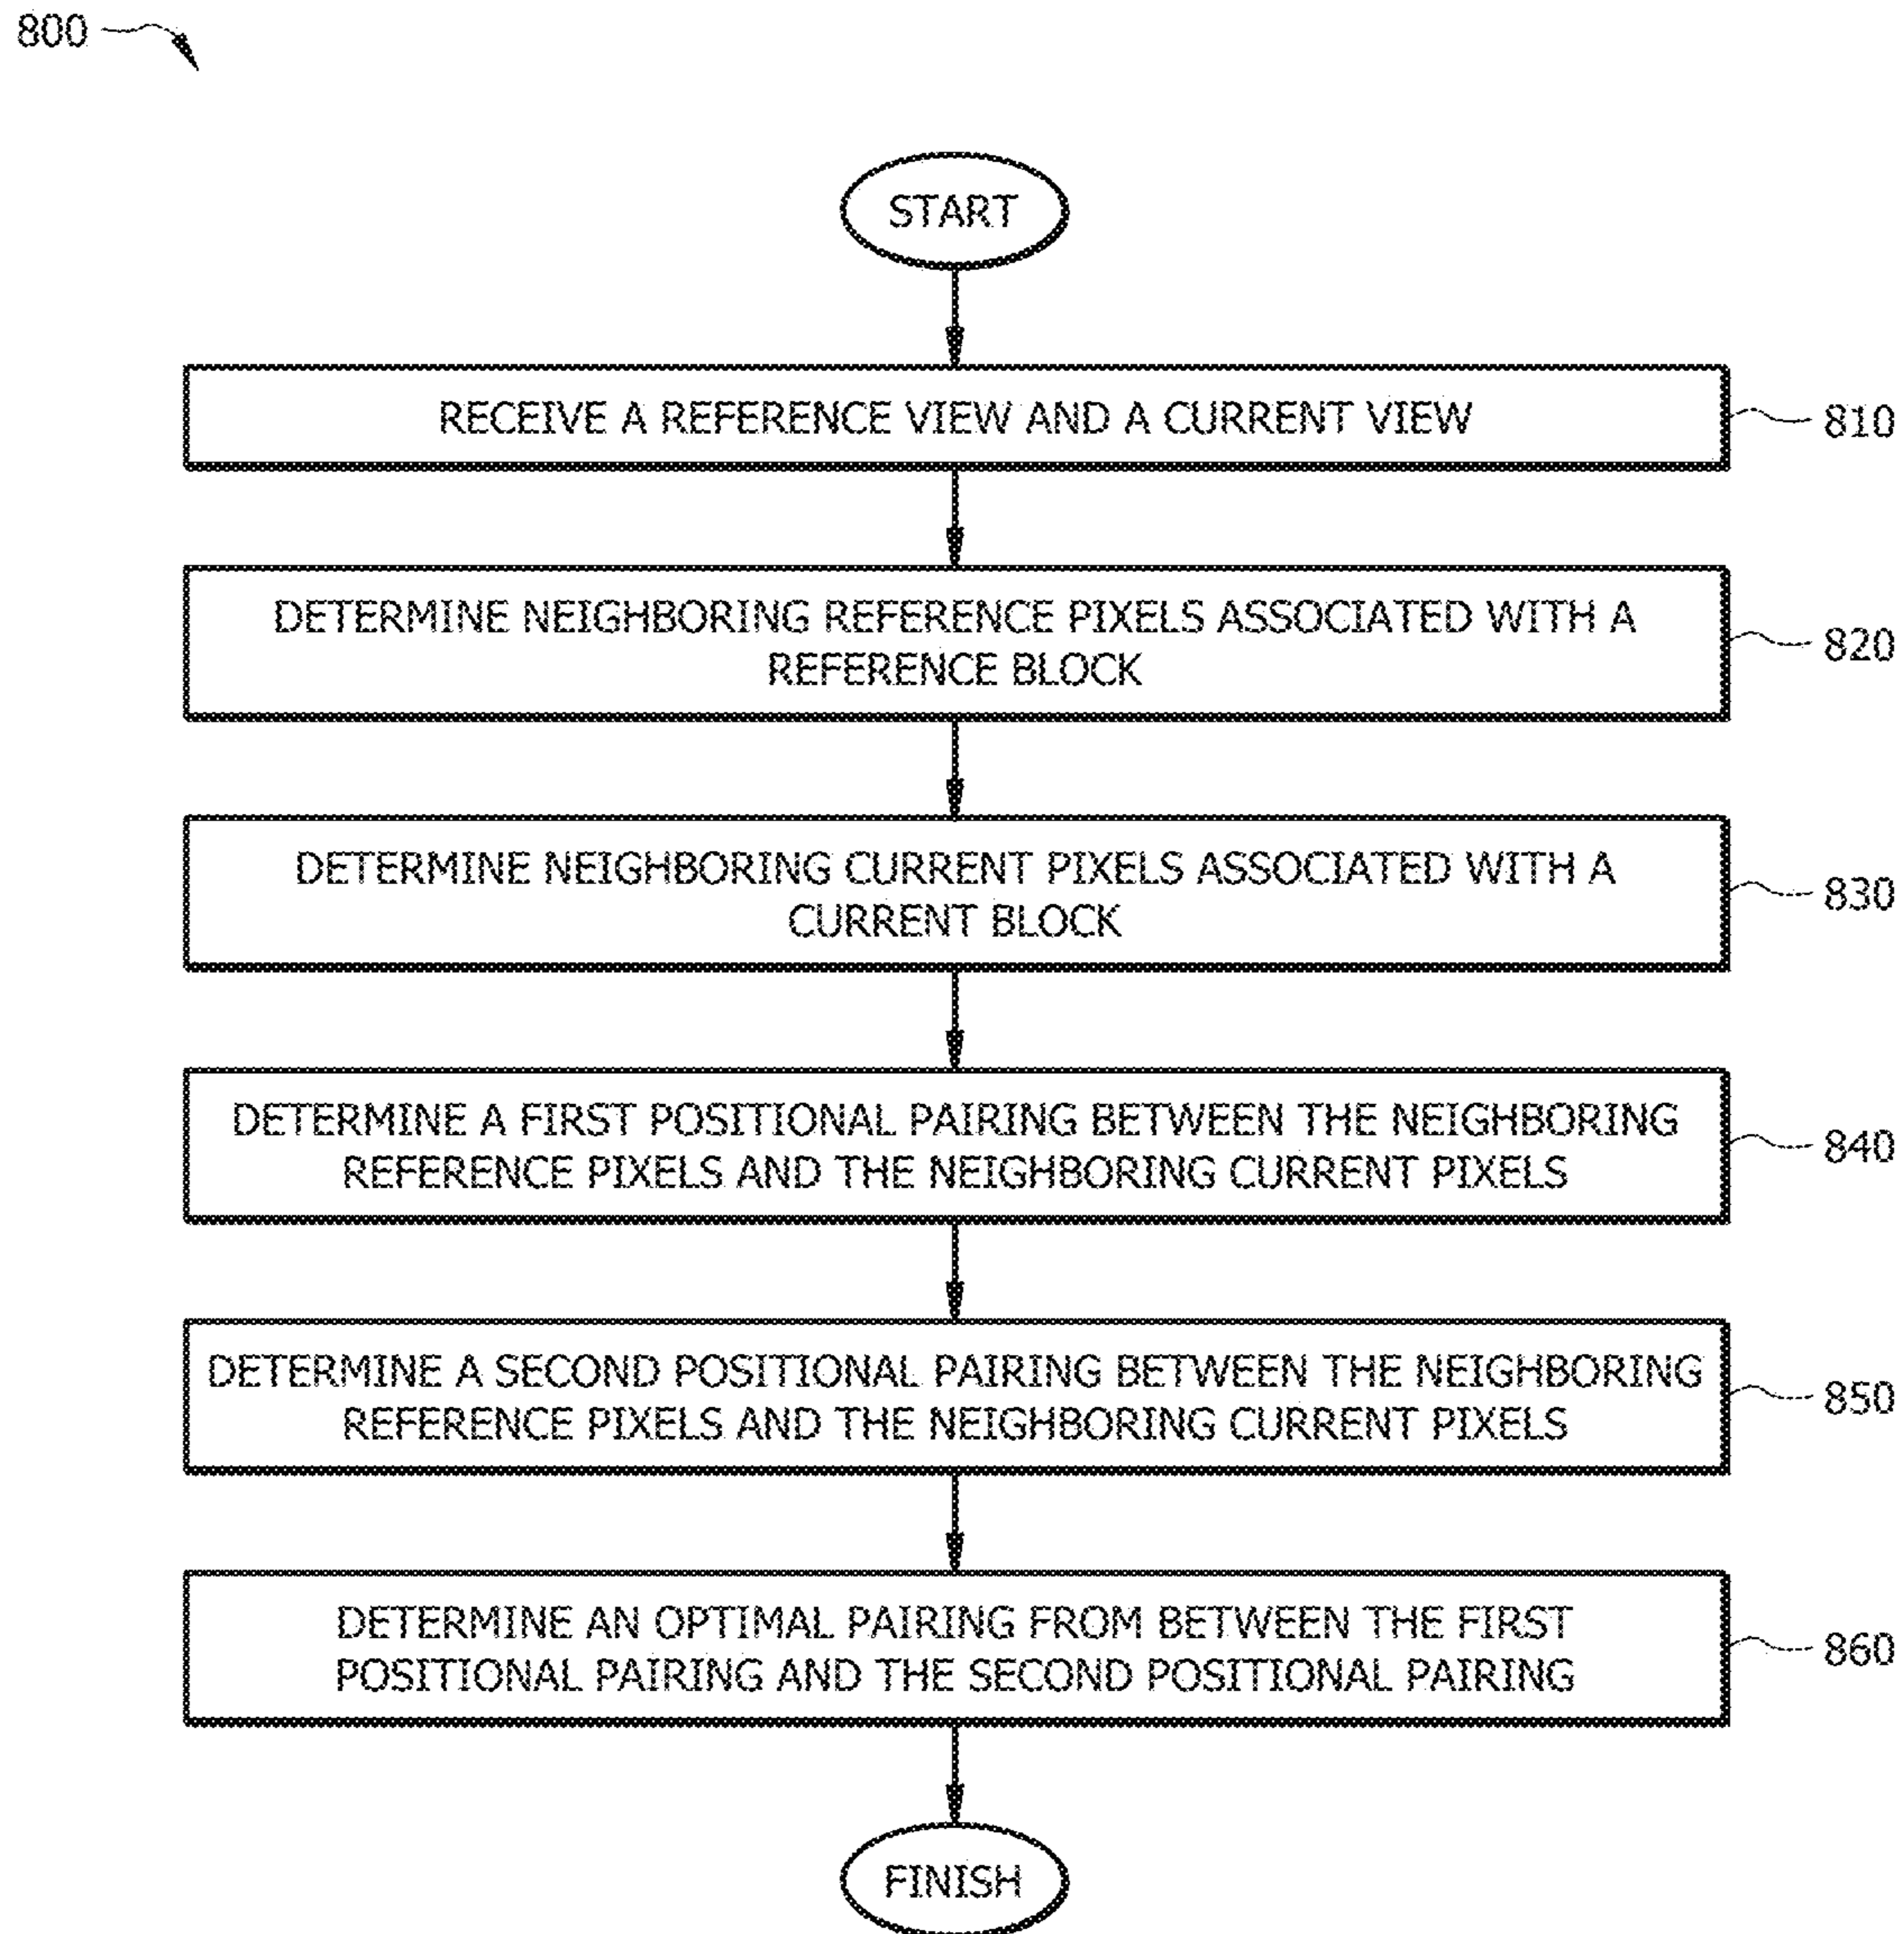 800
START
RECEIVE A REFERENCE VIEW AND A CURRENT VIEW
810
DETERMINE NEIGHBORING REFERENCE PIXELS ASSOCIATED WITH A
REFERENCE BLOCK
820
DETERMINE NEIGHBORING CURRENT PIXELS ASSOCIATED WITH A
CURRENT BLOCK
830
DETERMINE A FIRST POSITIONAL PAIRING BETWEEN THE NEIGHBORING
REFERENCE PIXELS AND THE NEIGHBORING CURRENT PIXELS
840
DETERMINE A SECOND POSITIONAL PAIRING BETWEEN THE NEIGHBORING
REFERENCE PIXELS AND THE NEIGHBORING CURRENT PIXELS
850
DETERMINE AN OPTIMAL PAIRING FROM BETWEEN THE FIRST
POSITIONAL PAIRING AND THE SECOND POSITIONAL PAIRING
860
FINISH